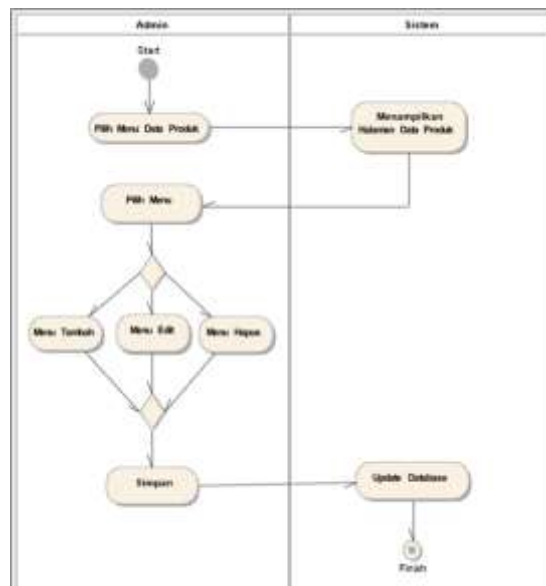 Admin
Sistem
Start
Pilih Menu Data Produk
Menampilkan
Halaman Data Produk
Pilih Menu
Menu Tambah
Menu Edit
Menu Hapus
Simpan
Update Database
Finish